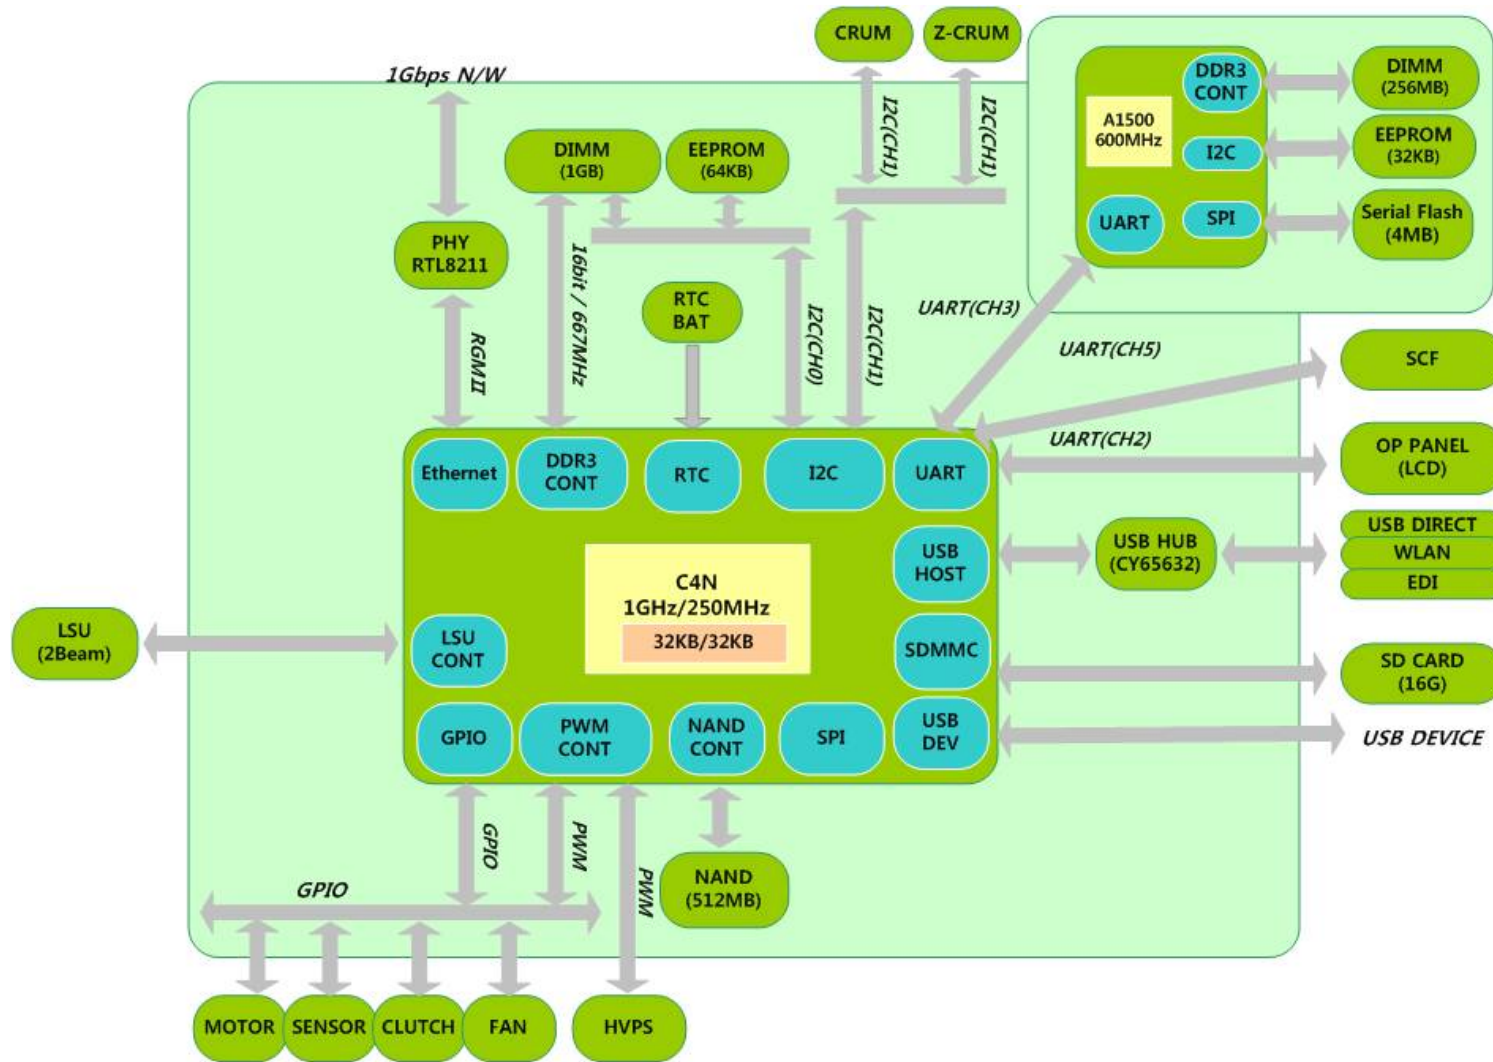 CRUM
Z-CRUM
1Gbps N/W
I2C(CH1)
I2C(CH1)
DDR3
CONT
DIMM
(256MB)
A1500
600MHz
I2C
EEPROM
(32KB)
UART
SPI
Serial Flash
(4MB)
DIMM
(1GB)
EEPROM
(64KB)
PHY
RTL8211
16bit / 667MHz
RTC
BAT
I2C(CH0)
I2C(CH1)
RGMII
UART(CH3)
UART(CH5)
SCF
UART(CH2)
OP PANEL
(LCD)
Ethernet
DDR3
CONT
RTC
I2C
UART
USB
HOST
USB HUB
(CY65632)
USB DIRECT
WLAN
EDI
C4N
1GHz/250MHz
32KB/32KB
LSU
(2Beam)
LSU
CONT
SDMMC
SD CARD
(16G)
GPIO
PWM
CONT
NAND
CONT
SPI
USB
DEV
USB DEVICE
GPIO
PWM
PWM
NAND
(512MB)
GPIO
MOTOR
SENSOR
CLUTCH
FAN
HVPS